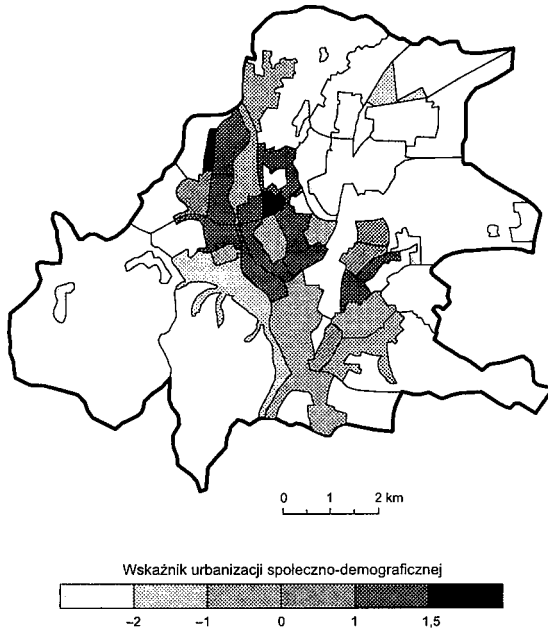 0 1 2 km
Wskaźnik urbanizacji społeczno-demograficznej
–2 –1 0 1 1,5